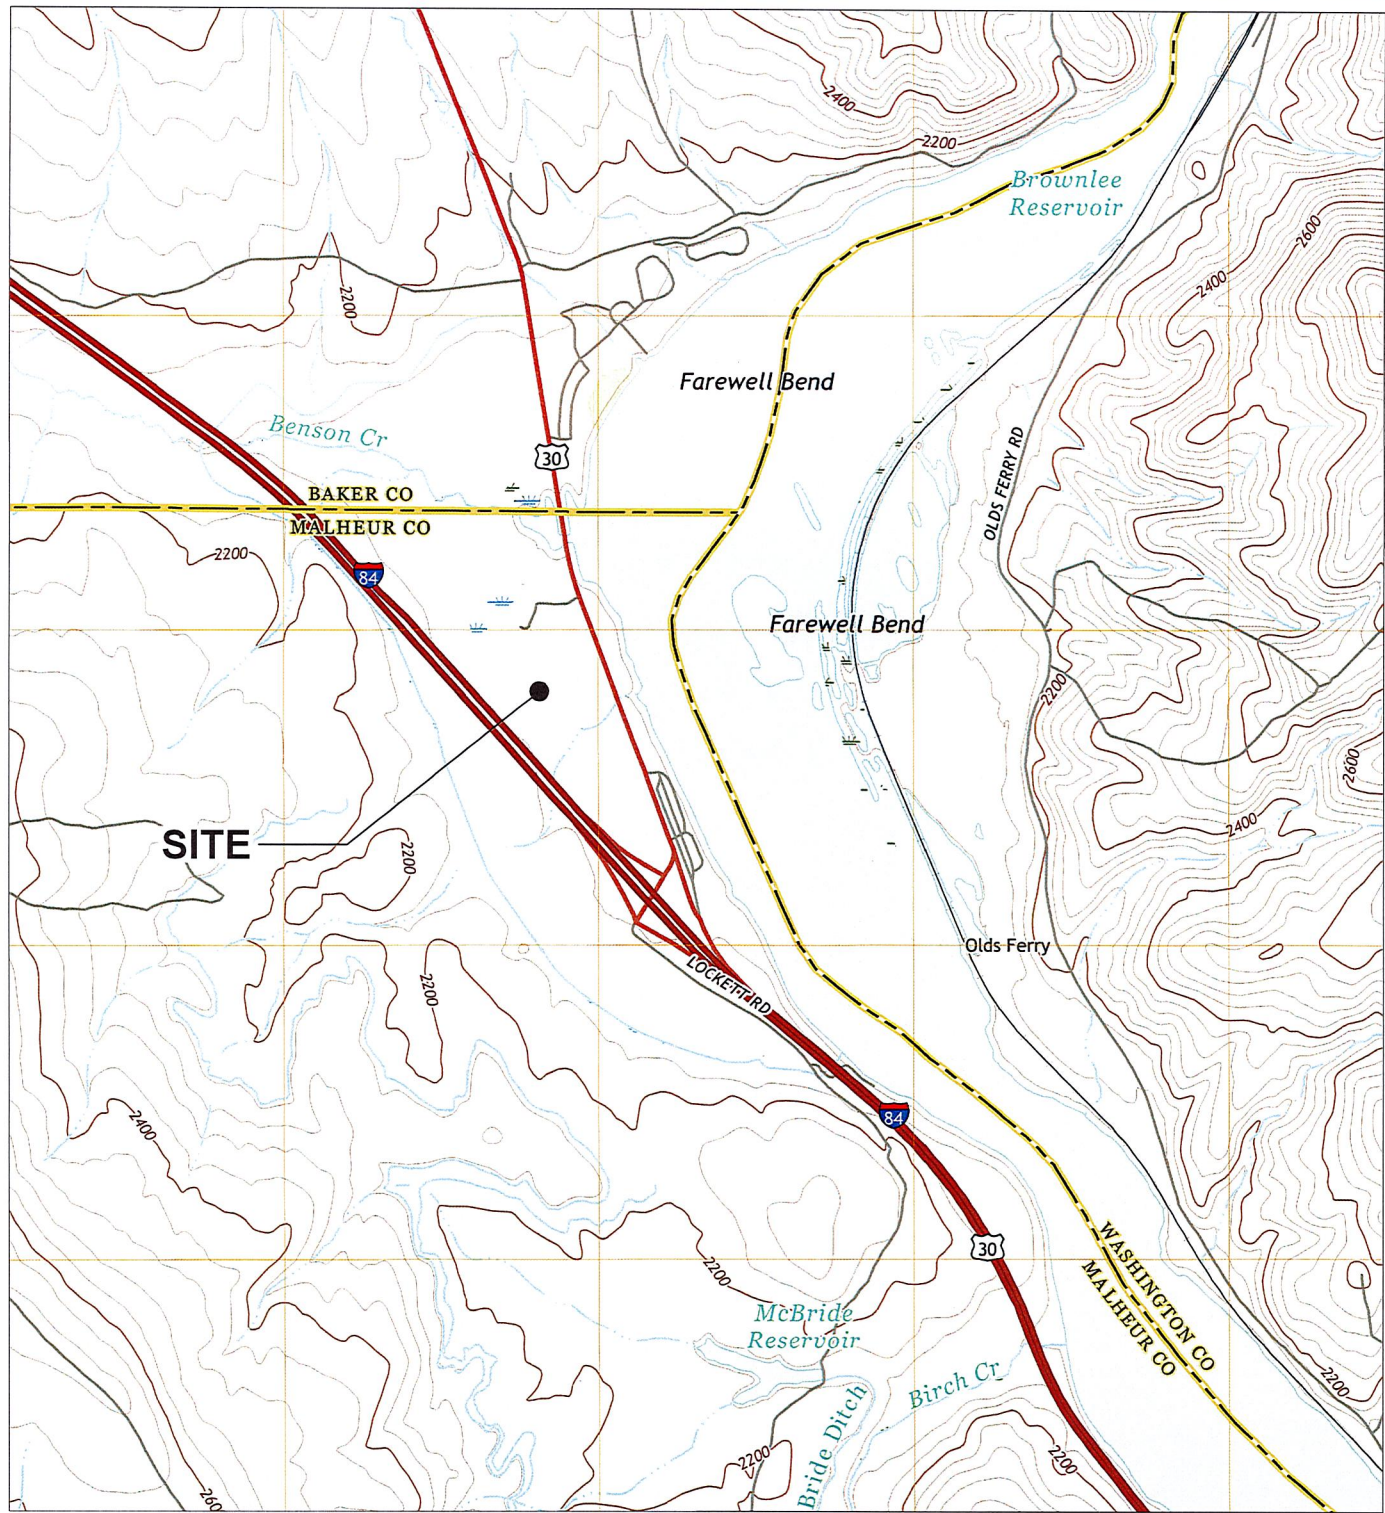 2400
2200
Brownlee
Reservoir
2600
2400
2200
Farewell Bend
Benson Cr
30
OLDS FERRY RD
BAKER CO
MALHEUR CO
2200
84
Farewell Bend
2200
2600
2400
SITE
2200
Olds Ferry
2200
LOCKETT RD
84
2400
30
WASHINGTON CO
MALHEUR CO
2200
McBride
Reservoir
Birch Cr
2200
Bride Ditch
2200
2200
260